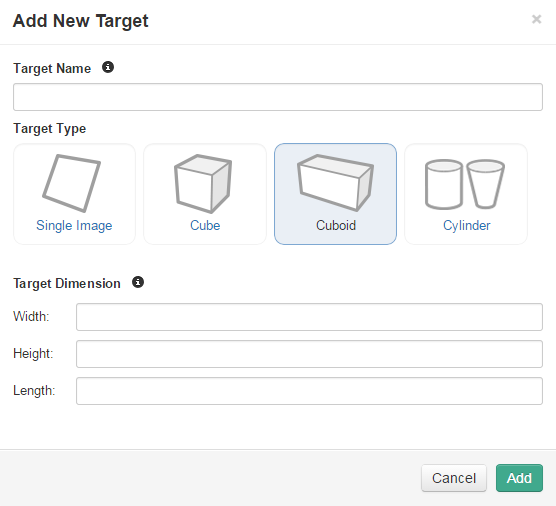 Add New Target ×
Target Name
Target Type
Single Image Cube Cuboid Cylinder
Target Dimension
Width:
Height:
Length:
Cancel Add